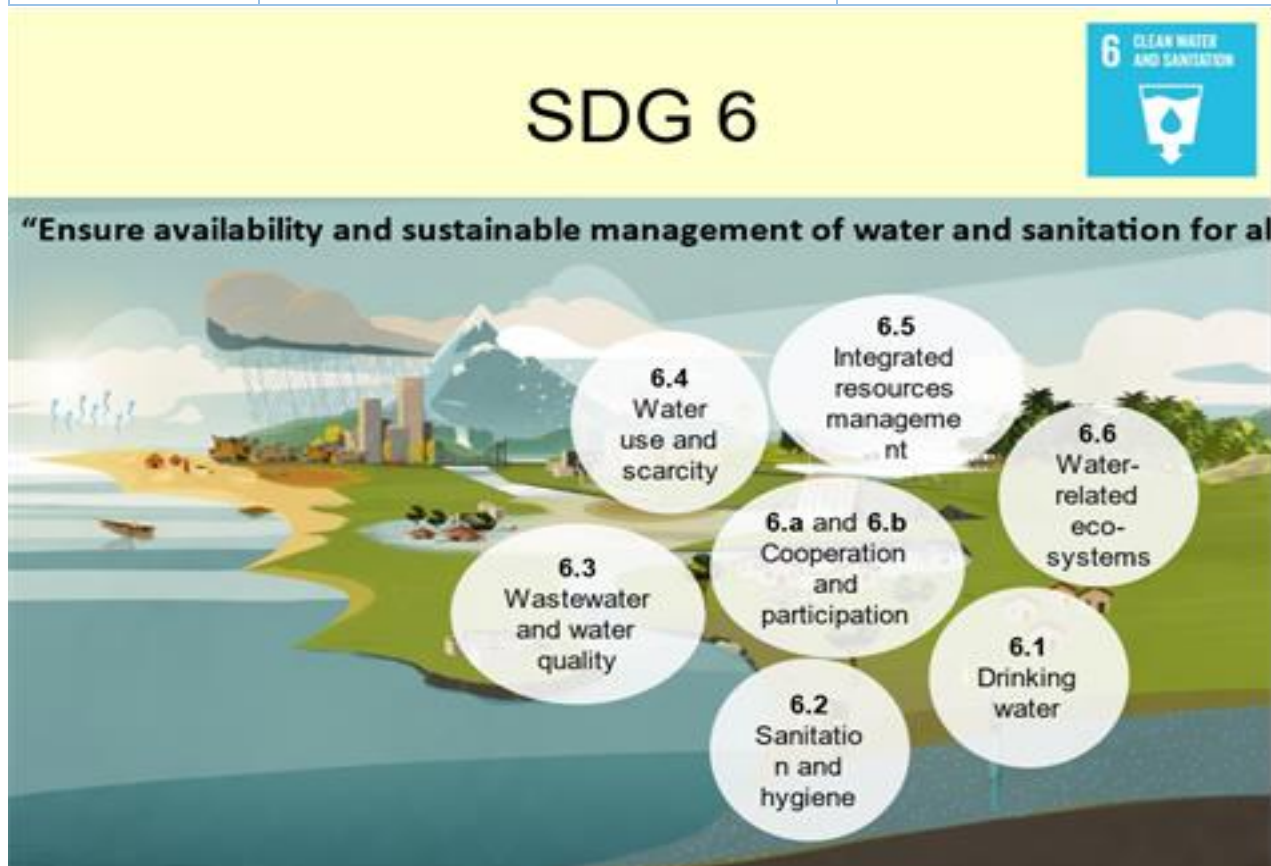 6 CLEAN WATER
AND SANITATION
SDG 6
“Ensure availability and sustainable management of water and sanitation for al
6.5
Integrated
resources
manageme
nt
6.4
Water
use and
scarcity
6.6
Water-
related
eco-
systems
6.a and 6.b
Cooperation
and
participation
6.3
Wastewater
and water
quality
6.1
Drinking
water
6.2
Sanitatio
n and
hygiene